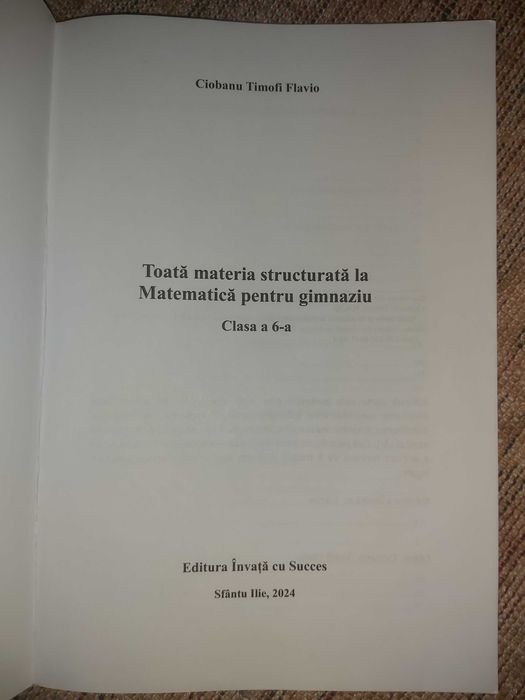 Ciobanu Timofi Flavio
Toată materia structurată la
Matematică pentru gimnaziu
Clasa a 6-a
Editura Învață cu Succes
Sfântu Ilie, 2024